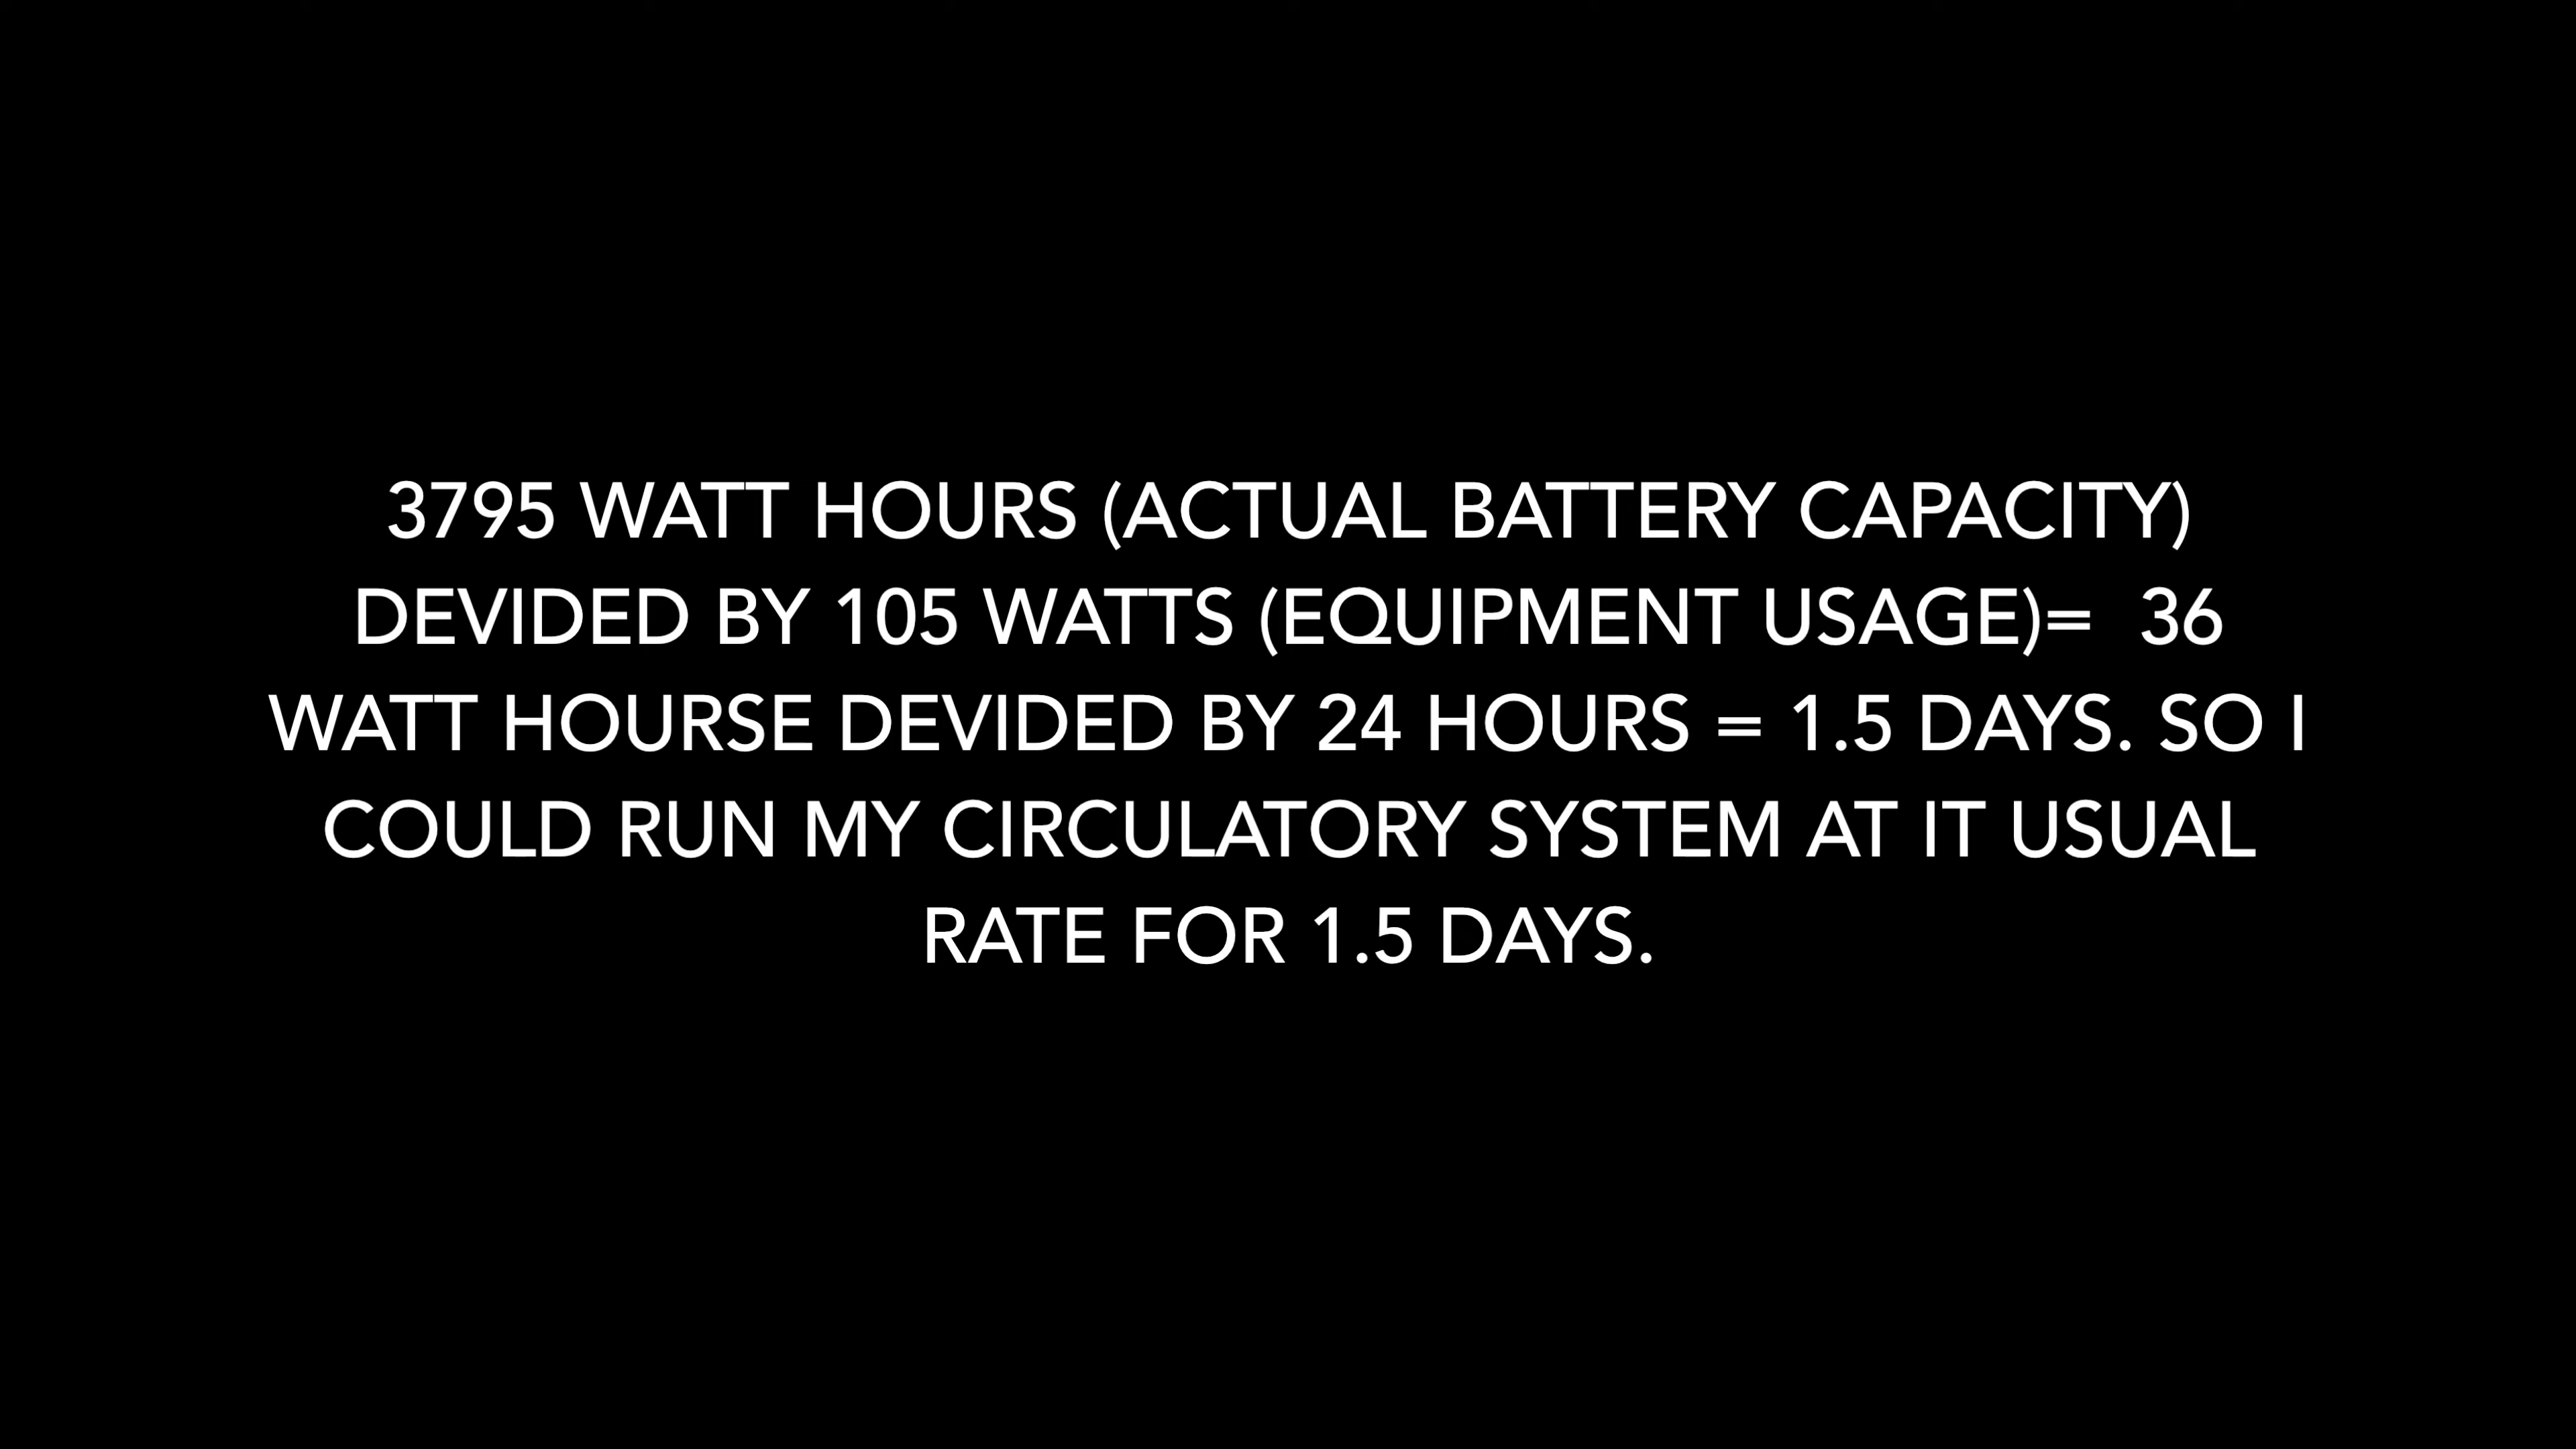 3795 WATT HOURS (ACTUAL BATTERY CAPACITY)
DEVIDED BY 105 WATTS (EQUIPMENT USAGE)=  36
WATT HOURSE DEVIDED BY 24 HOURS = 1.5 DAYS. SO I
COULD RUN MY CIRCULATORY SYSTEM AT IT USUAL
RATE FOR 1.5 DAYS.